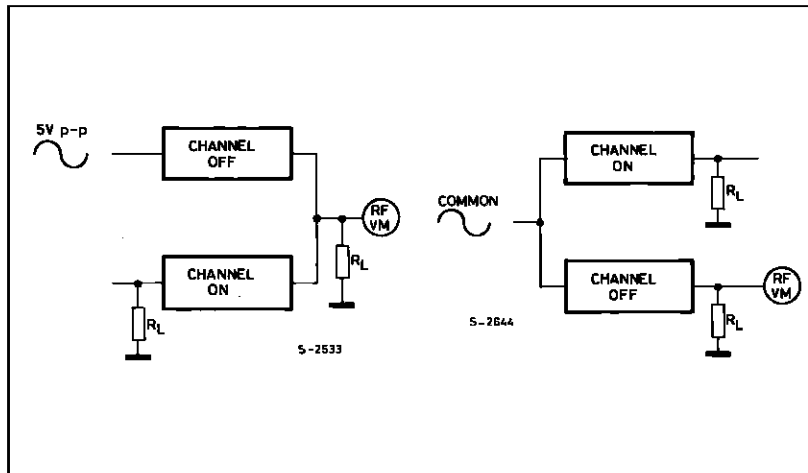 5V p-p
CHANNEL
OFF
RF
VM
RL
CHANNEL
ON
RL
S-2533
CHANNEL
ON
RL
COMMON
CHANNEL
OFF
RF
VM
RL
S-2644